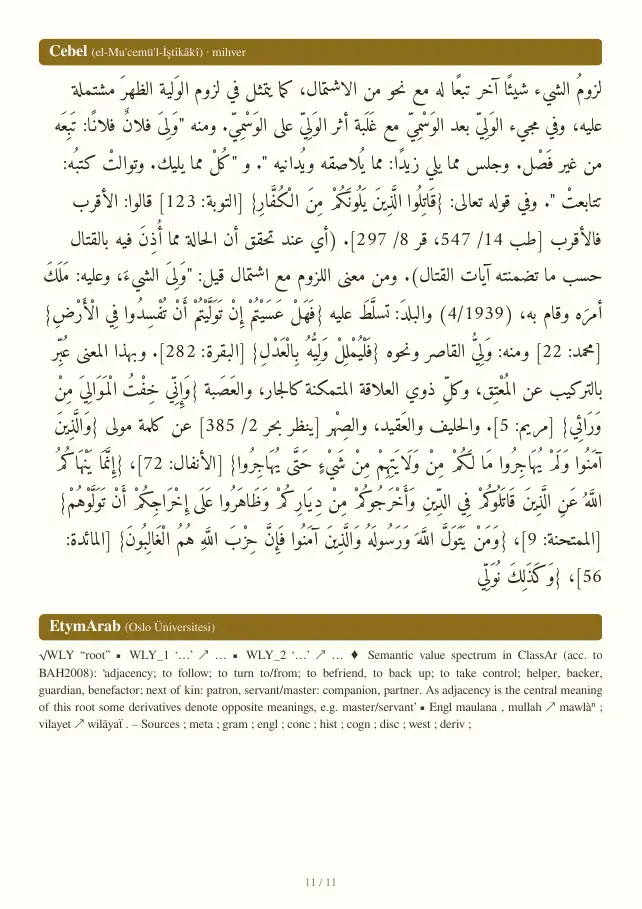 Cebel (el-Mu'cemü'l-İştikâkî) · mihver
لزومُ الشيء شيئًا آخر تبعًا له مع نحو من الاشتمال، كما يتمثل في لزوم الوَلية الظهرَ مشتملة
عليه، وفي مجيء الوَلِيّ بعد الوَسْمِيّ مع غَلَبة أثر الوَلِيّ على الوَسْمِيّ. ومنه "وَلِىَ فلانٌ فلانًا: تَبِعَه
من غير فَصْل. وجلس مما يلي زيدًا: مما يُلاصقه ويُدانيه ". و "كُلْ مما يليك. وتوالتْ كتبُه:
تتابعتْ ". وفي قوله تعالى: {قَاتِلُوا الَّذِينَ يَلُونَكُمْ مِنَ الْكُفَّارِ} [التوبة: 123] قالوا: الأقرب
فالأقرب [طب 14/ 547، قر 8/ 297]. (أي عند تحقق أن الحالة مما أُذِنَ فيه بالقتال
حسب ما تضمنته آيات القتال). ومن معنى اللزوم مع اشتمال قيل: "وَلِىَ الشيءَ، وعليه: مَلَكَ
أمرَه وقام به، (4/1939) والبلدَ: تسلَّطَ عليه {فَهَلْ عَسَيْتُمْ إِنْ تَوَلَّيْتُمْ أَنْ تُفْسِدُوا فِي الْأَرْضِ}
[محمد: 22] ومنه: وَلِيُّ القاصر ونحوه {فَلْيُمْلِلْ وَلِيُّهُ بِالْعَدْلِ} [البقرة: 282]. وبهذا المعنى عُبِّر
بالتركيب عن المُعْتِق، وكلِّ ذوي العلاقة المتمكنة كالجار، والعَصَبة {وَإِنِّي خِفْتُ الْمَوَالِيَ مِنْ
وَرَائِي} [مريم: 5]. والحليف والعَقِيد، والصِهْر [ينظر بحر 2/ 385] عن كلمة مولى {وَالَّذِينَ
آمَنُوا وَلَمْ يُهَاجِرُوا مَا لَكُمْ مِنْ وَلَايَتِهِمْ مِنْ شَيْءٍ حَتَّى يُهَاجِرُوا} [الأنفال: 72]، {إِنَّمَا يَنْهَاكُمُ
اللَّهُ عَنِ الَّذِينَ قَاتَلُوكُمْ فِي الدِّينِ وَأَخْرَجُوكُمْ مِنْ دِيَارِكُمْ وَظَاهَرُوا عَلَى إِخْرَاجِكُمْ أَنْ تَوَلَّوْهُمْ}
[الممتحنة: 9]، {وَمَنْ يَتَوَلَّ اللَّهَ وَرَسُولَهُ وَالَّذِينَ آمَنُوا فَإِنَّ حِزْبَ اللَّهِ هُمُ الْغَالِبُونَ} [المائدة:
56]، {وَكَذَلِكَ نُوَلِّي
EtymArab (Oslo Üniversitesi)
√WLY “root” ▪ WLY_1 ‘…’ ↗ … ▪ WLY_2 ‘…’ ↗ … ♦ Semantic value spectrum in ClassAr (acc. to
BAH2008): ‘adjacency; to follow; to turn to/from; to befriend, to back up; to take control; helper, backer,
guardian, benefactor; next of kin: patron, servant/master: companion, partner. As adjacency is the central meaning
of this root some derivatives denote opposite meanings, e.g. master/servant’ ▪ Engl maulana , mullah ↗ mawlàⁿ ;
vilayet ↗ wilāyaẗ . – Sources ; meta ; gram ; engl ; conc ; hist ; cogn ; disc ; west ; deriv ;
11 / 11